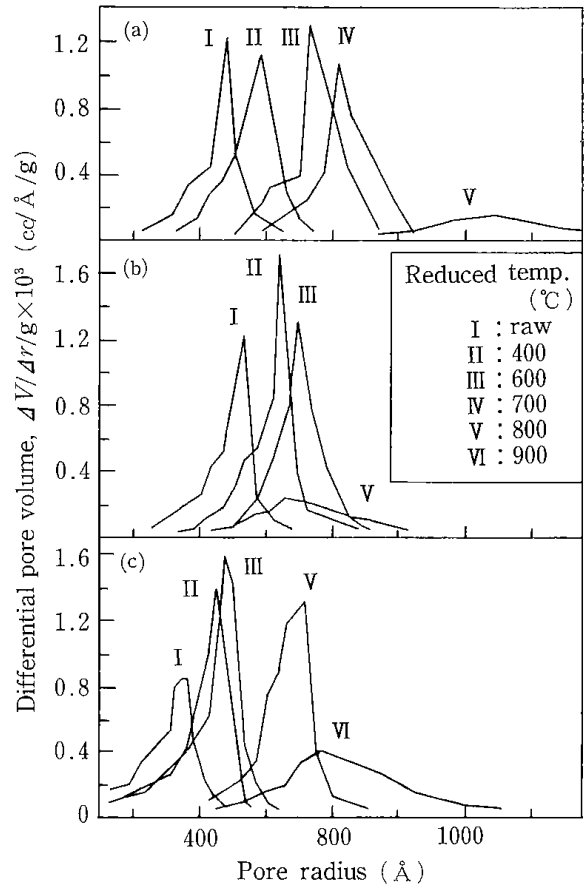 Differential pore volume, ΔV/Δr/g×10³ (cc/Å/g)
(a)
I
II
III
IV
V
1.2
0.8
0.4
(b)
I
II
III
V
1.6
1.2
0.8
0.4
Reduced temp.
(℃)
I : raw
II : 400
III : 600
IV : 700
V : 800
VI : 900
(c)
I
II
III
V
VI
1.6
1.2
0.8
0.4
0
400
600
800
1000
Pore radius (Å)